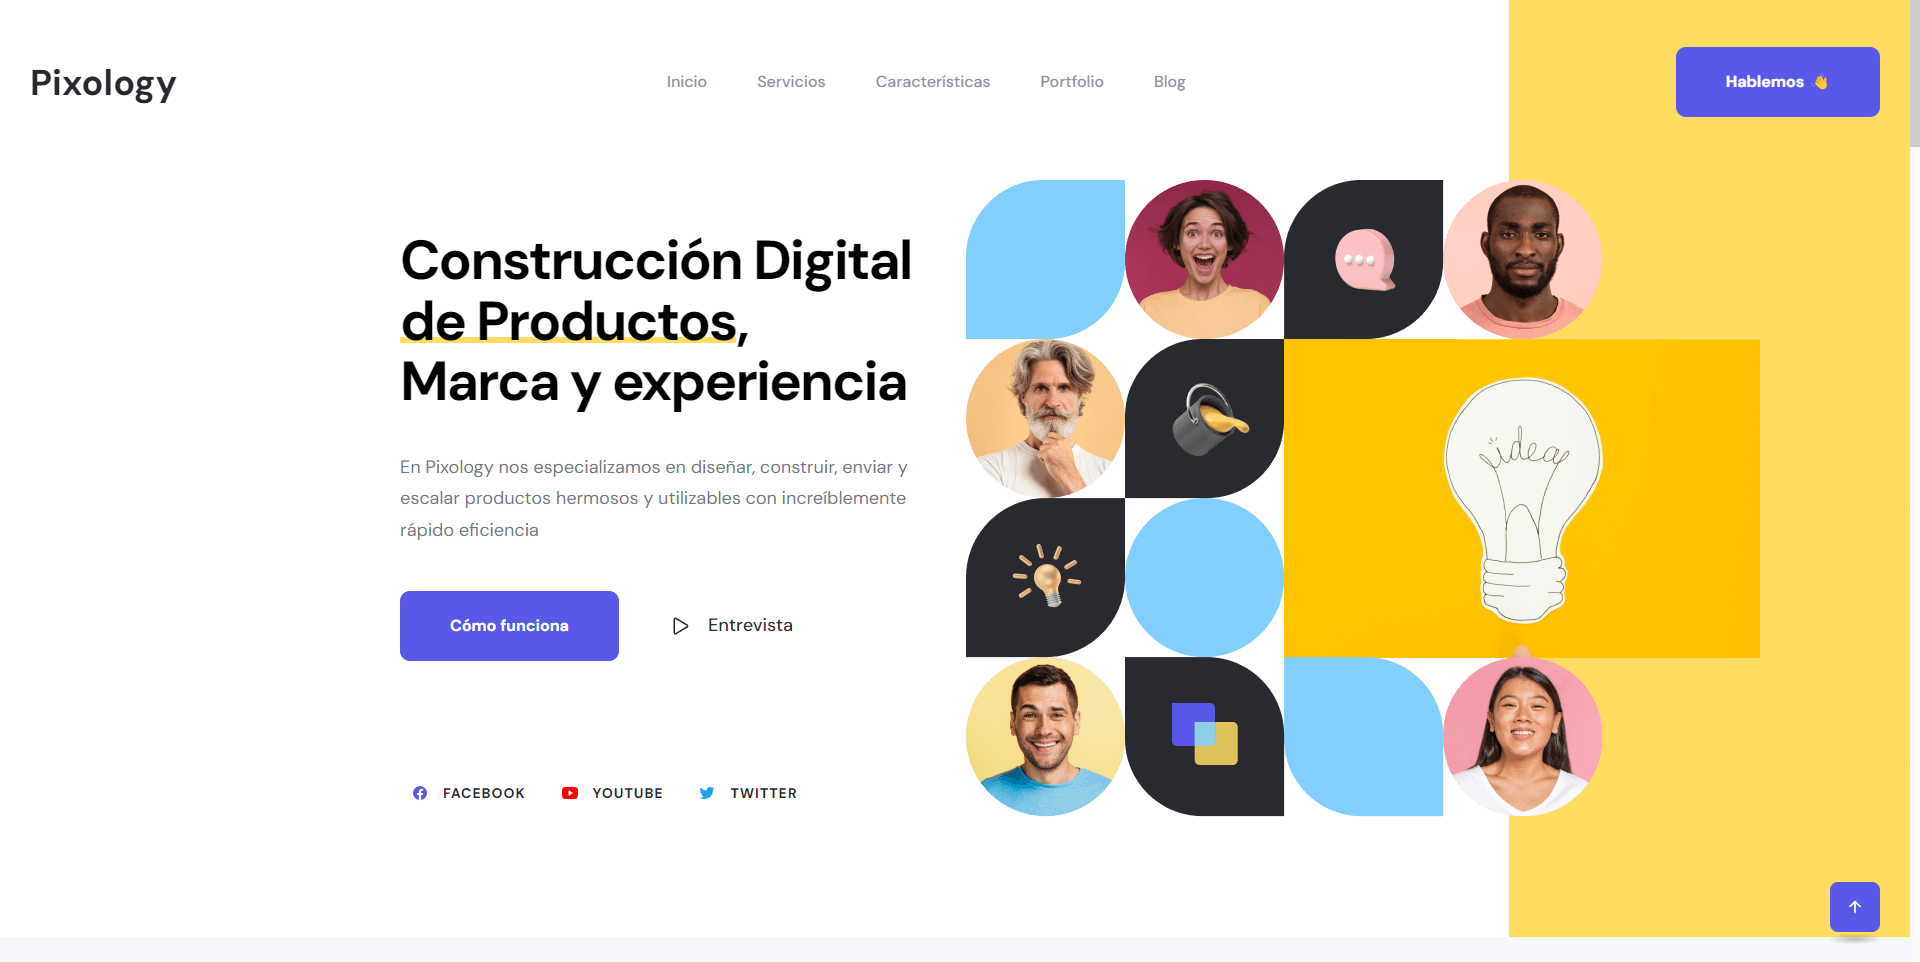 Pixology
Inicio
Servicios
Características
Portfolio
Blog
Hablemos 👋
Construcción Digital
de Productos,
Marca y experiencia
En Pixology nos especializamos en diseñar, construir, enviar y
escalar productos hermosos y utilizables con increíblemente
rápido eficiencia
Cómo funciona
Entrevista
idea
FACEBOOK
YOUTUBE
TWITTER